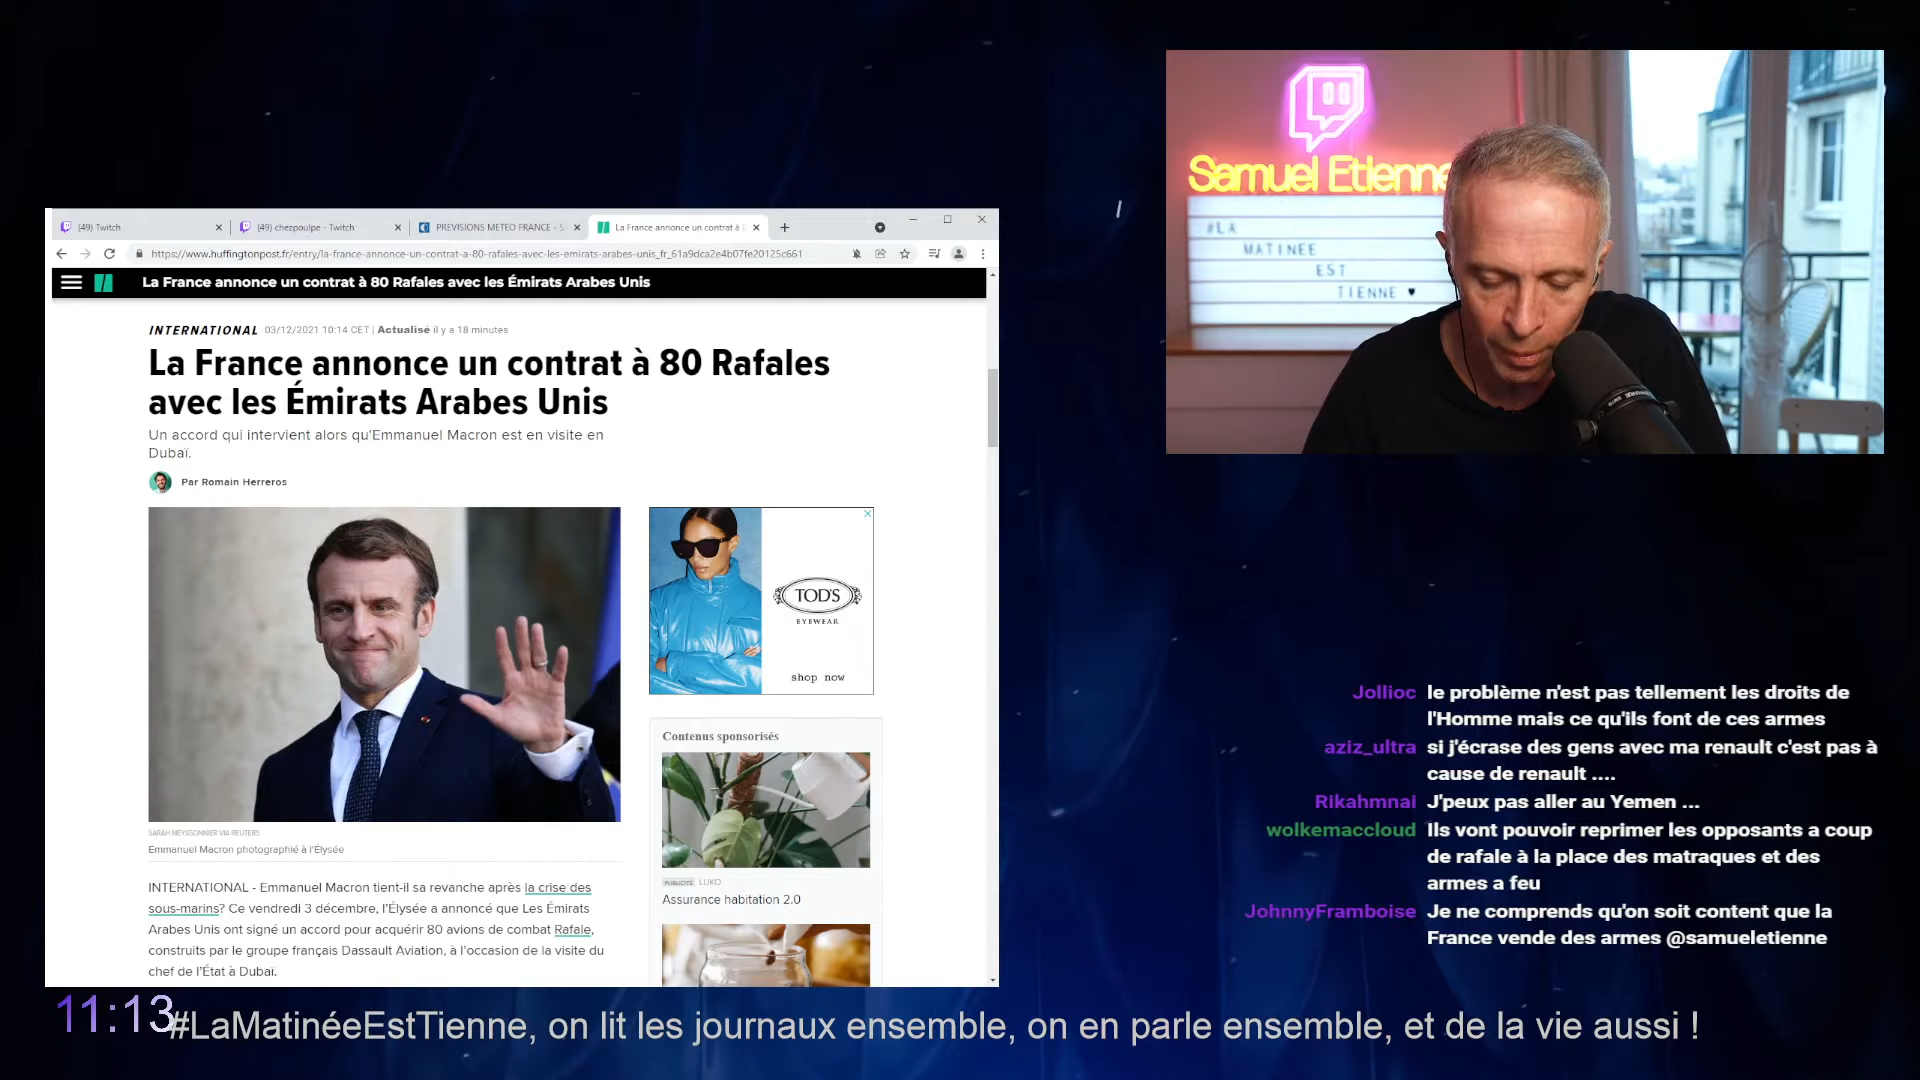 (49) Twitch
(49) chezpoulpe - Twitch
PREVISIONS METEO FRANCE - S
La France annonce un contrat à
https://www.huffingtonpost.fr/entry/la-france-annonce-un-contrat-a-80-rafales-avec-les-emirats-arabes-unis_fr_61a9dca2e4b07fe20125c661
La France annonce un contrat à 80 Rafales avec les Émirats Arabes Unis
INTERNATIONAL 03/12/2021 10:14 CET | Actualisé il y a 18 minutes
La France annonce un contrat à 80 Rafales
avec les Émirats Arabes Unis
Un accord qui intervient alors qu'Emmanuel Macron est en visite en
Dubaï.
Par Romain Herreros
SARAH MEYSSONNIER VIA REUTERS
Emmanuel Macron photographié à l'Élysée
INTERNATIONAL - Emmanuel Macron tient-il sa revanche après la crise des
sous-marins? Ce vendredi 3 décembre, l'Élysée a annoncé que Les Émirats
Arabes Unis ont signé un accord pour acquérir 80 avions de combat Rafale,
construits par le groupe français Dassault Aviation, à l'occasion de la visite du
chef de l'État à Dubaï.
TOD'S
EYEWEAR
shop now
Contenus sponsorisés
PUBLICITÉ LUKO
Assurance habitation 2.0
Samuel Etienne
#LA
MATINEE
EST
TIENNE ♥
Jollioc le problème n'est pas tellement les droits de
l'Homme mais ce qu'ils font de ces armes
aziz_ultra si j'écrase des gens avec ma renault c'est pas à
cause de renault ....
Rikahmnai J'peux pas aller au Yemen ...
wolkemaccloud Ils vont pouvoir reprimer les opposants a coup
de rafale à la place des matraques et des
armes a feu
JohnnyFramboise Je ne comprends qu'on soit content que la
France vende des armes @samueletienne
11:13
#LaMatinéeEstTienne, on lit les journaux ensemble, on en parle ensemble, et de la vie aussi !